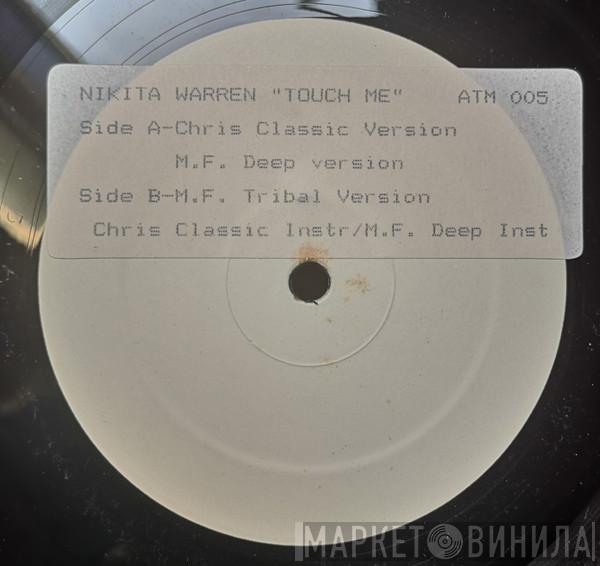 NIKITA WARREN "TOUCH ME" ATM 005
Side A-Chris Classic Version
M.F. Deep version
Side B-M.F. Tribal Version
Chris Classic Instr/M.F. Deep Inst
МАРКЕТ ВИНИЛА